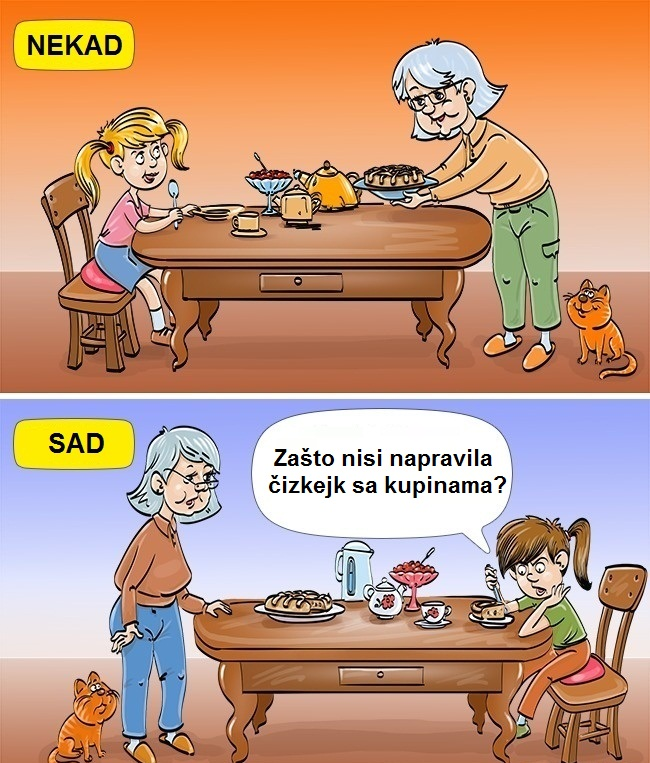 NEKAD
SAD
Zašto nisi napravila
čizkejk sa kupinama?